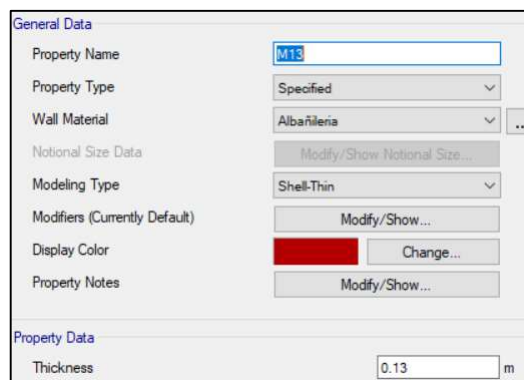 General Data
Property Name M13
Property Type Specified
Wall Material Albañileria ...
Notional Size Data Modify/Show Notional Size...
Modeling Type Shell-Thin
Modifiers (Currently Default) Modify/Show...
Display Color Change...
Property Notes Modify/Show...
Property Data
Thickness 0.13 m